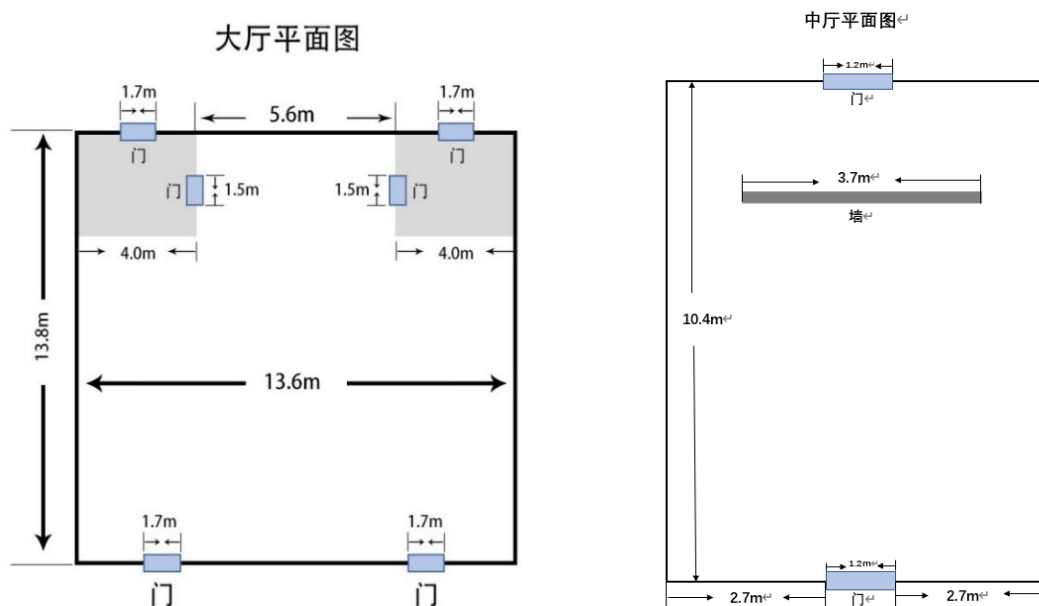 大厅平面图
1.7m
5.6m
1.7m
门
门
门
1.5m
1.5m
门
4.0m
4.0m
13.8m
13.6m
1.7m
1.7m
门
门
中厅平面图↵
1.2m↵
门↵
3.7m↵
墙↵
10.4m↵
1.2m↵
2.7m↵
门↵
2.7m↵